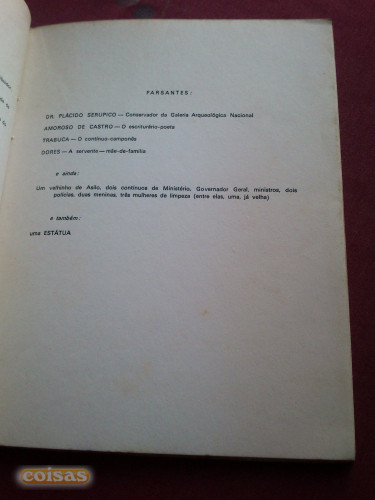 FARSANTES:
DR. PLÁCIDO SERUPICO — Conservador da Galeria Arqueológica Nacional
AMOROSO DE CASTRO — O escriturário-poeta
TRABUCA — O contínuo-camponês
DORES — A servente — mãe-de-família
e ainda:
Um velhinho de Asilo, dois contínuos de Ministério, Governador Geral, ministros, dois
polícias, duas meninas, três mulheres de limpeza (entre elas, uma, já velha)
e também:
uma ESTÁTUA
coisas